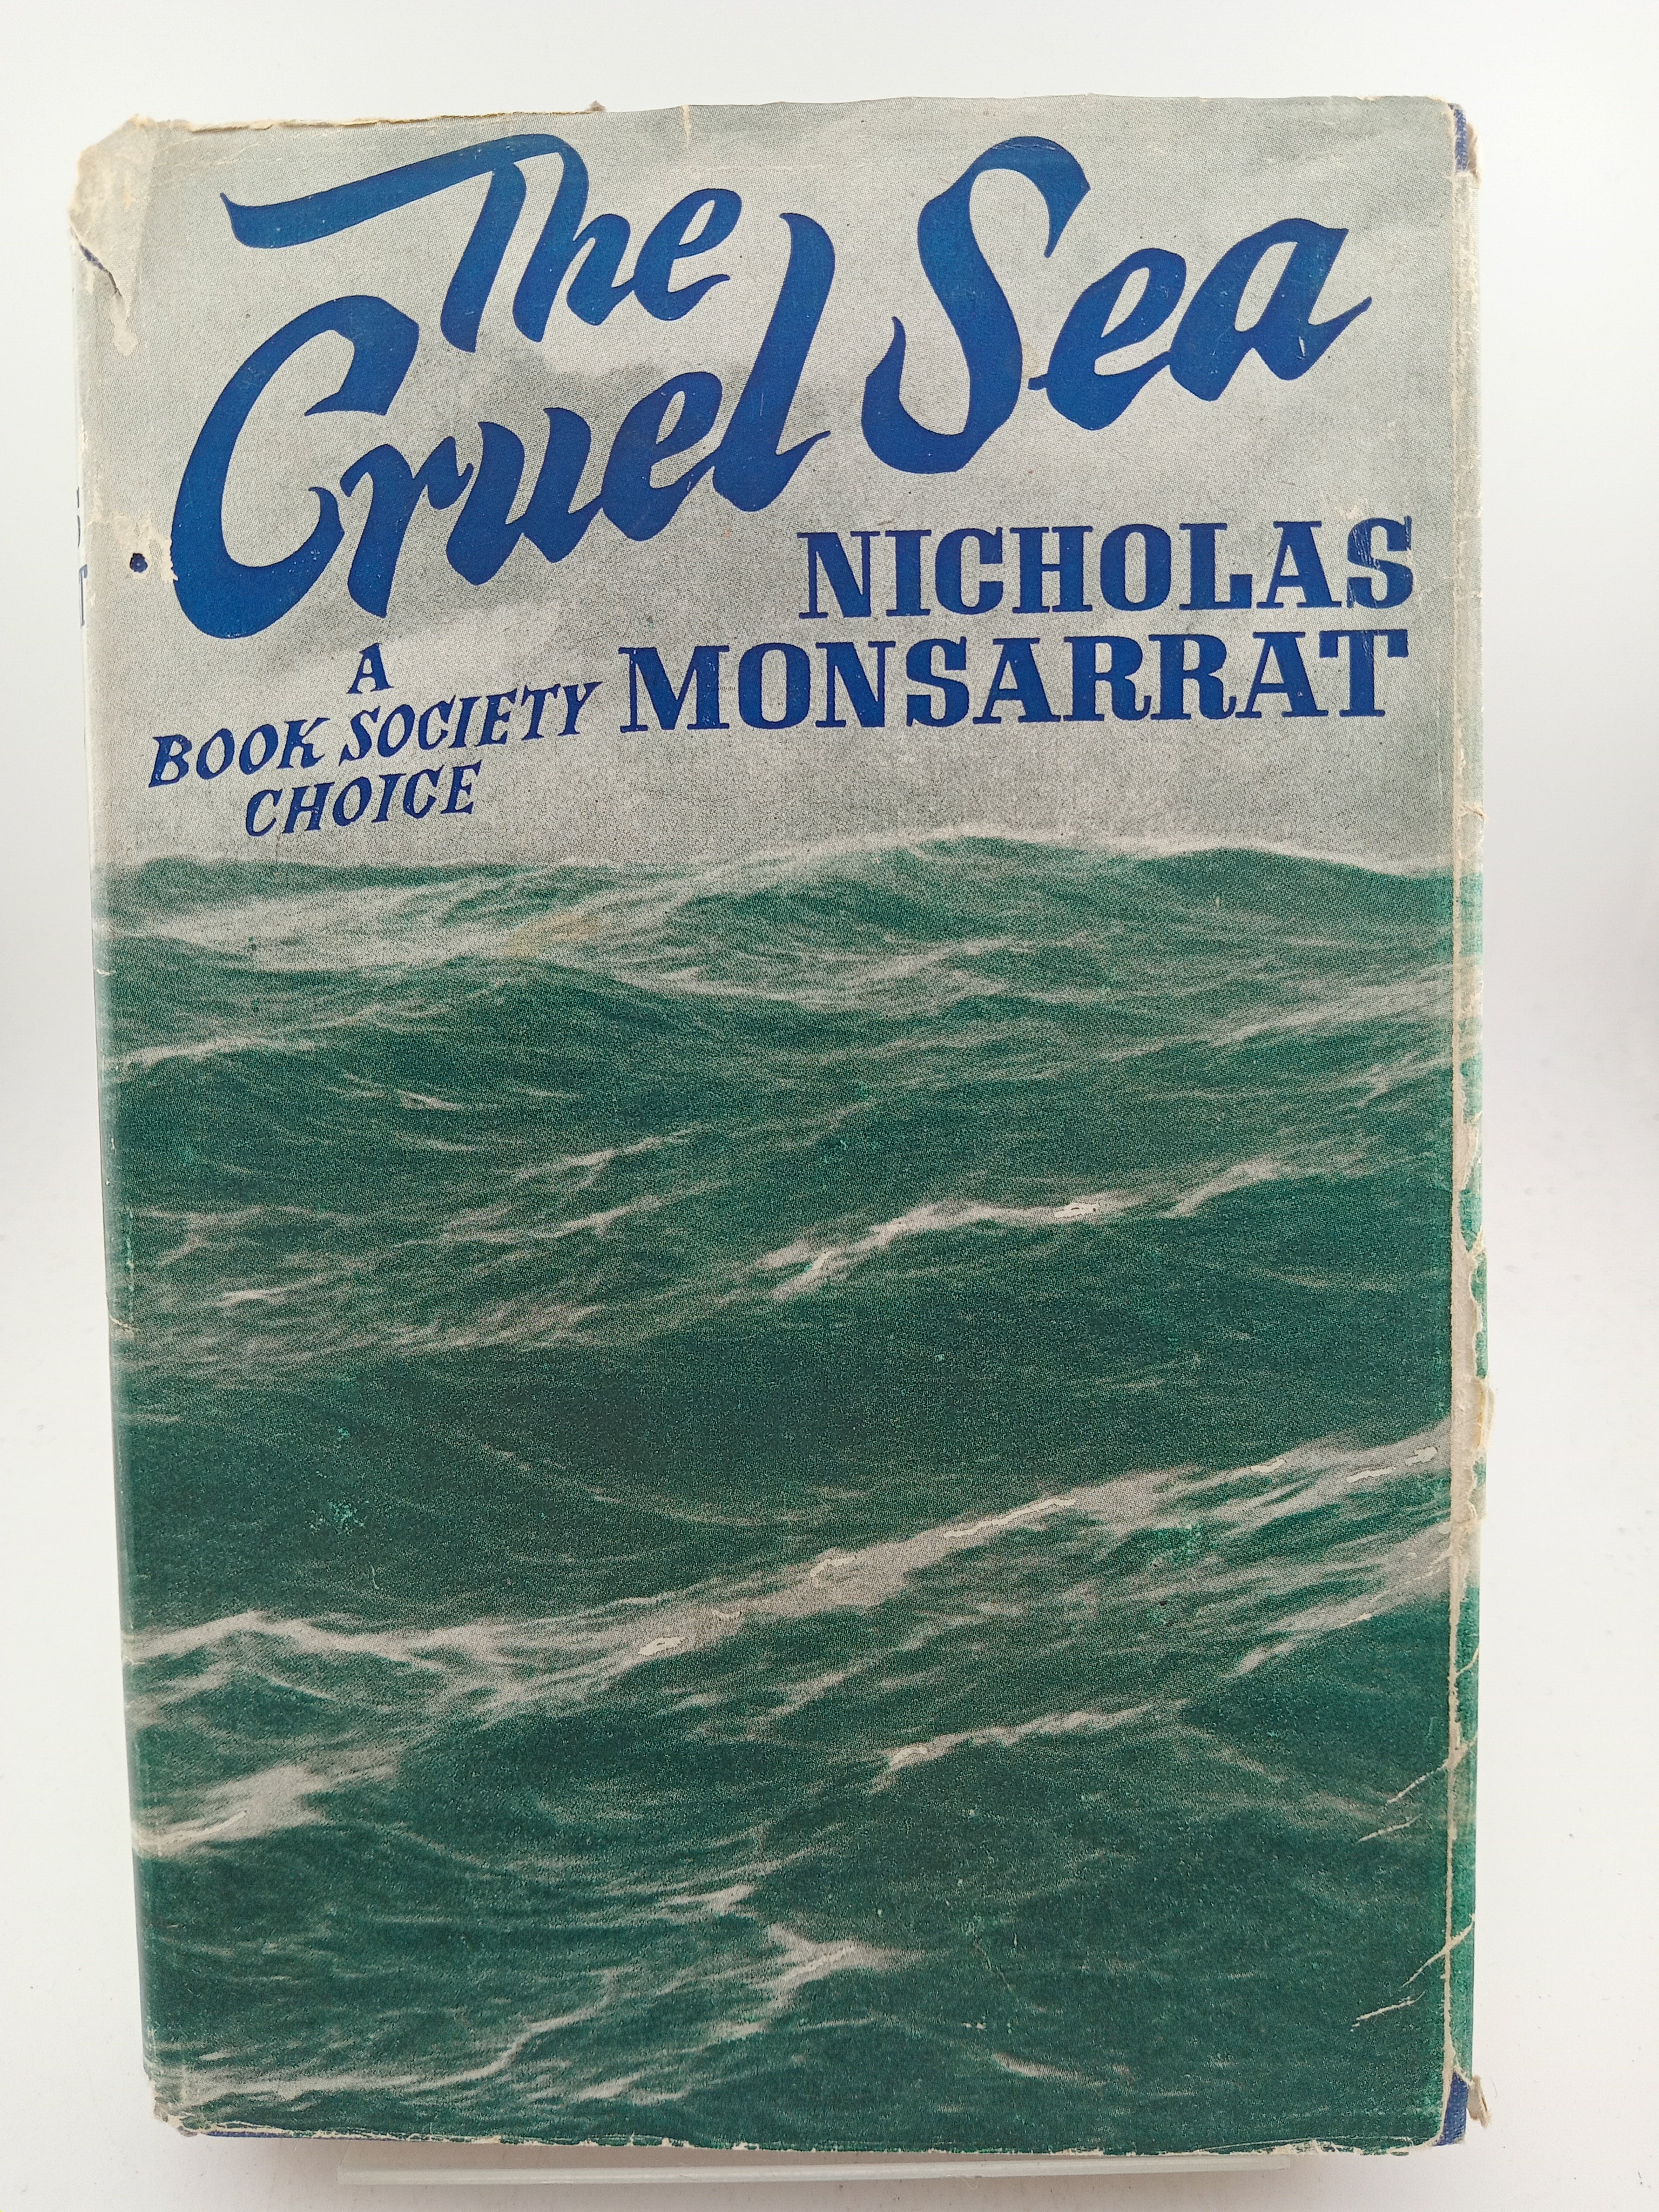 The
Cruel Sea
NICHOLAS
MONSARRAT
A
BOOK SOCIETY
CHOICE